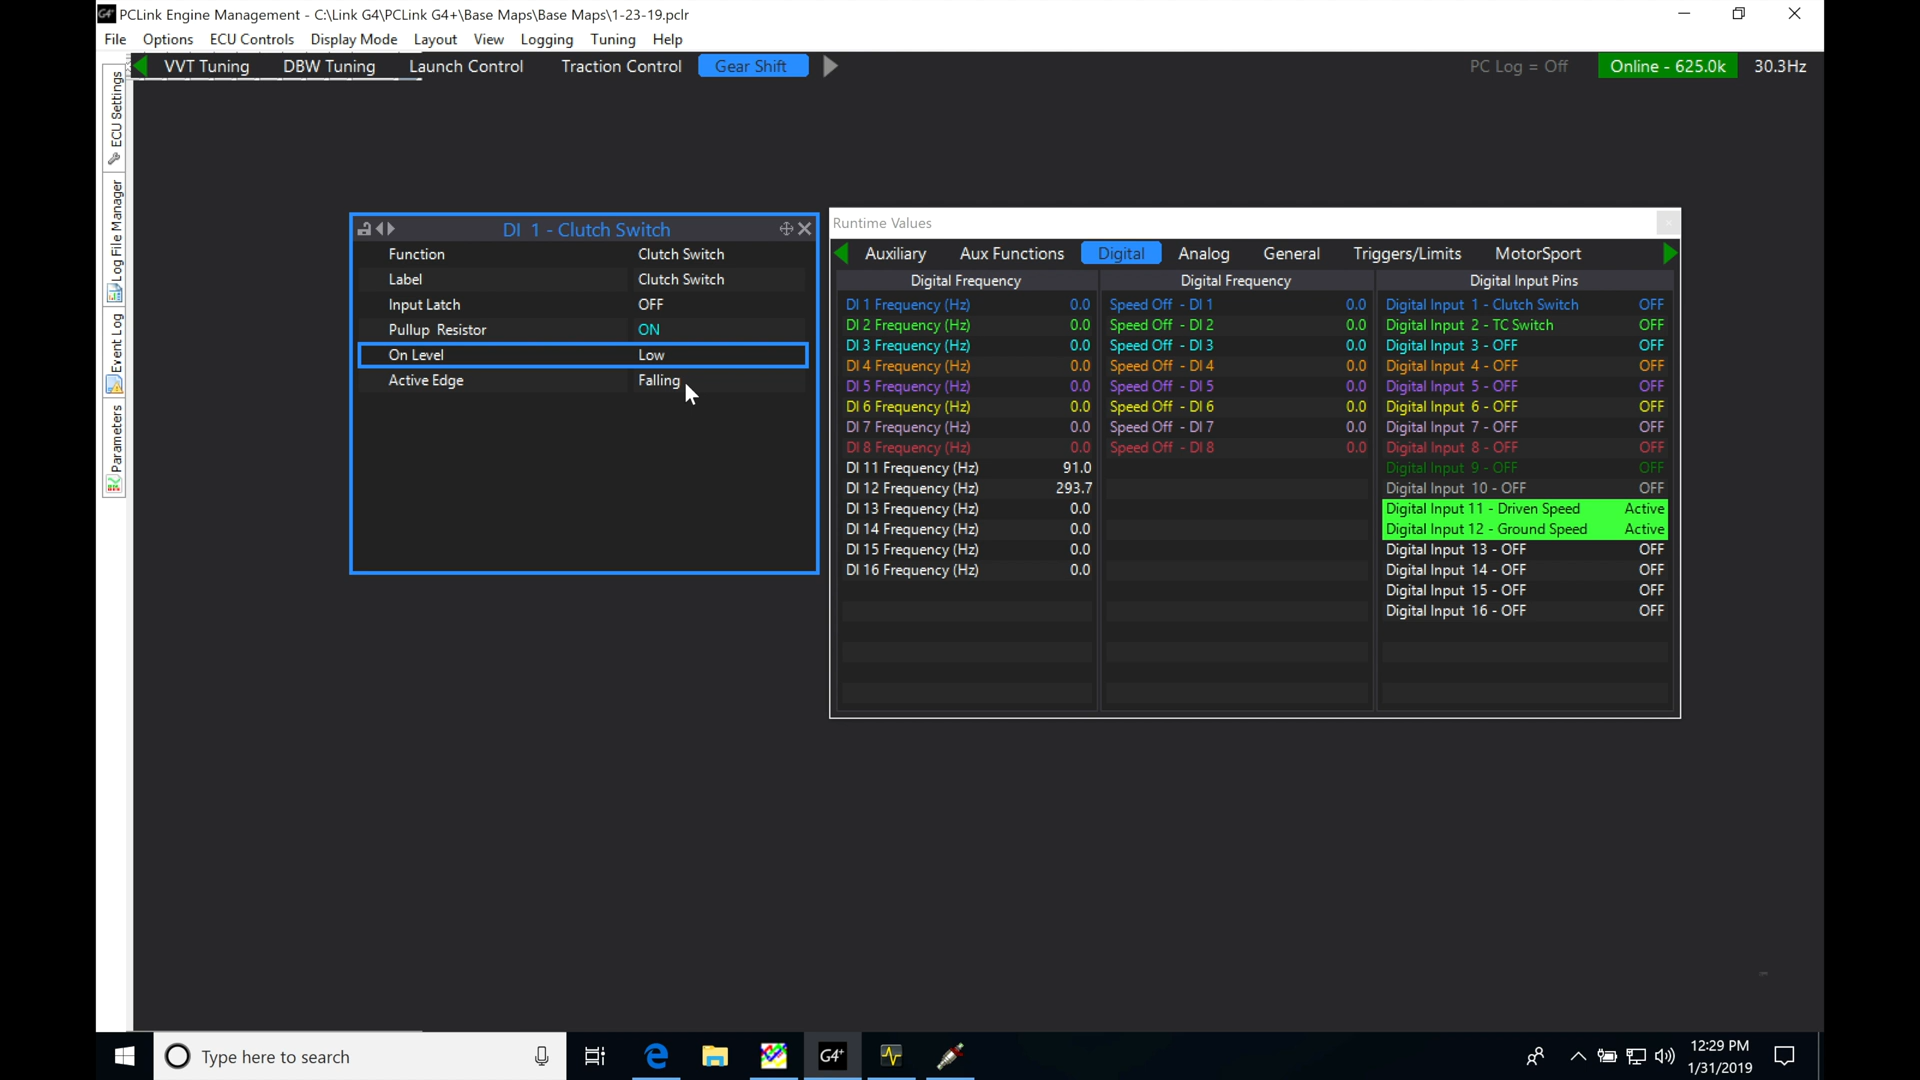 G4+ PCLink Engine Management - C:\Link G4\PCLink G4+\Base Maps\Base Maps\1-23-19.pclr
File Options ECU Controls Display Mode Layout View Logging Tuning Help
VVT Tuning DBW Tuning Launch Control Traction Control Gear Shift PC Log = Off Online - 625.0k 30.3Hz
ECU Settings
Log File Manager
Event Log
Parameters
DI 1 - Clutch Switch
Function Clutch Switch
Label Clutch Switch
Input Latch OFF
Pullup Resistor ON
On Level Low
Active Edge Falling
Runtime Values
Auxiliary Aux Functions Digital Analog General Triggers/Limits MotorSport
Digital Frequency Digital Frequency Digital Input Pins
DI 1 Frequency (Hz) 0.0 Speed Off - DI 1 0.0 Digital Input 1 - Clutch Switch OFF
DI 2 Frequency (Hz) 0.0 Speed Off - DI 2 0.0 Digital Input 2 - TC Switch OFF
DI 3 Frequency (Hz) 0.0 Speed Off - DI 3 0.0 Digital Input 3 - OFF OFF
DI 4 Frequency (Hz) 0.0 Speed Off - DI 4 0.0 Digital Input 4 - OFF OFF
DI 5 Frequency (Hz) 0.0 Speed Off - DI 5 0.0 Digital Input 5 - OFF OFF
DI 6 Frequency (Hz) 0.0 Speed Off - DI 6 0.0 Digital Input 6 - OFF OFF
DI 7 Frequency (Hz) 0.0 Speed Off - DI 7 0.0 Digital Input 7 - OFF OFF
DI 8 Frequency (Hz) 0.0 Speed Off - DI 8 0.0 Digital Input 8 - OFF OFF
DI 11 Frequency (Hz) 91.0 Digital Input 9 - OFF OFF
DI 12 Frequency (Hz) 293.7 Digital Input 10 - OFF OFF
DI 13 Frequency (Hz) 0.0 Digital Input 11 - Driven Speed Active
DI 14 Frequency (Hz) 0.0 Digital Input 12 - Ground Speed Active
DI 15 Frequency (Hz) 0.0 Digital Input 13 - OFF OFF
DI 16 Frequency (Hz) 0.0 Digital Input 14 - OFF OFF
Digital Input 15 - OFF OFF
Digital Input 16 - OFF OFF
Type here to search G4+ 12:29 PM
1/31/2019